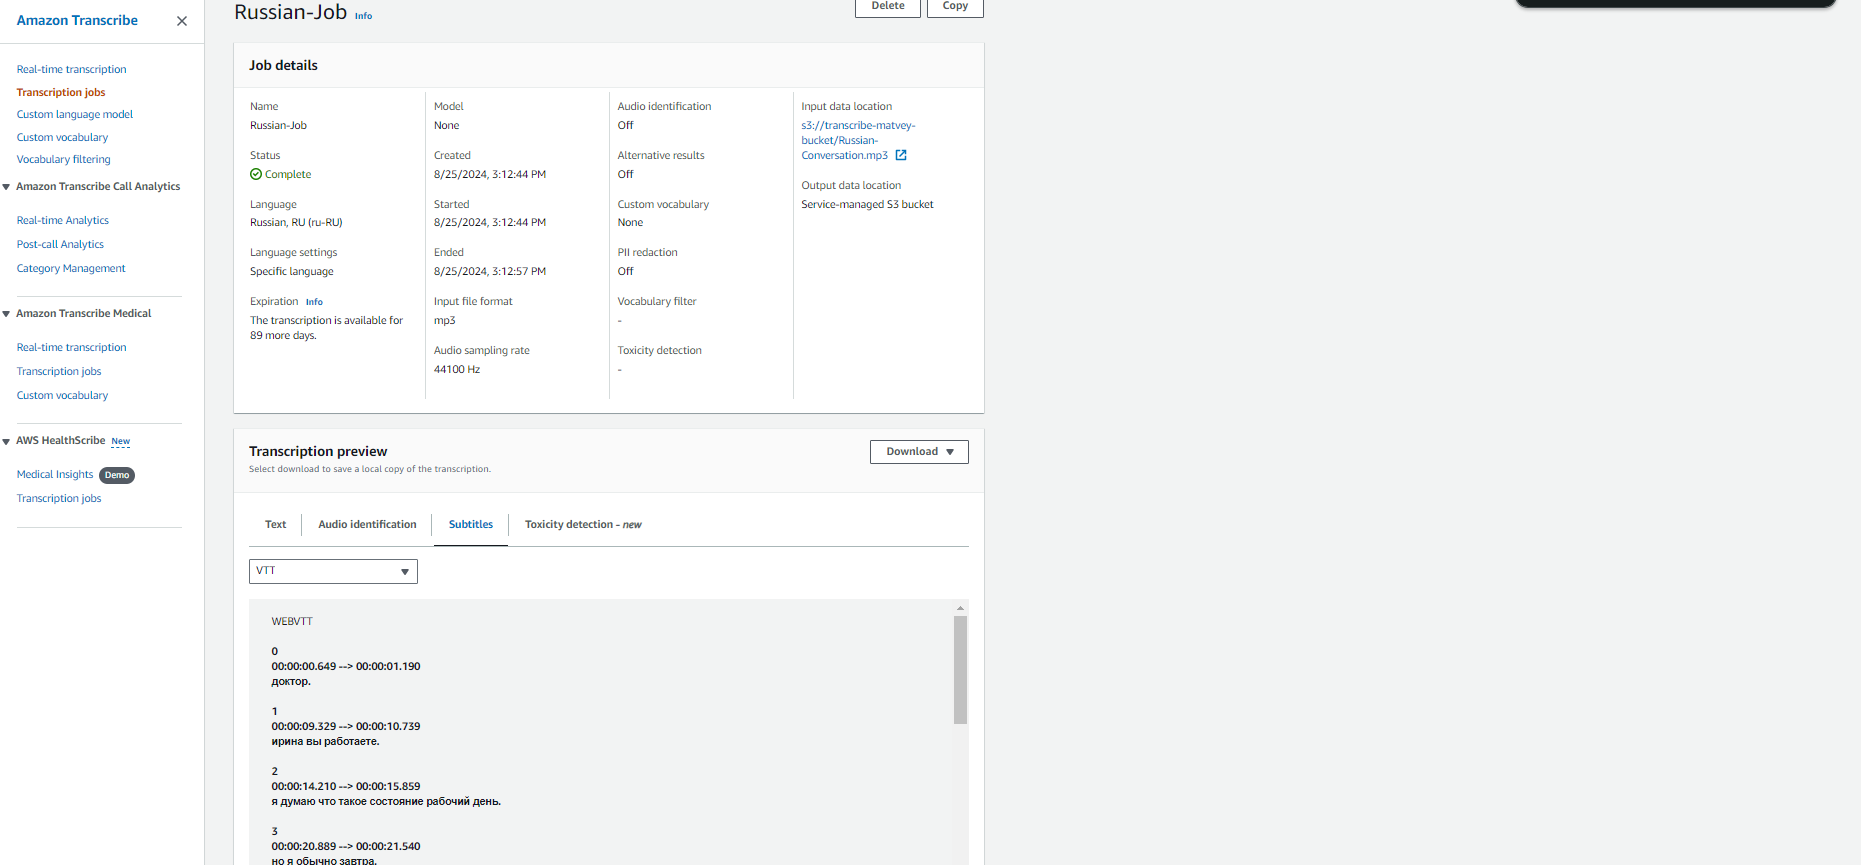 Amazon Transcribe
Real-time transcription
Transcription jobs
Custom language model
Custom vocabulary
Vocabulary filtering
Amazon Transcribe Call Analytics
Real-time Analytics
Post-call Analytics
Category Management
Amazon Transcribe Medical
Real-time transcription
Transcription jobs
Custom vocabulary
AWS HealthScribe New
Medical Insights Demo
Transcription jobs
Russian-Job Info
Delete
Copy
Job details
Name
Russian-Job
Status
Complete
Language
Russian, RU (ru-RU)
Language settings
Specific language
Expiration Info
The transcription is available for
89 more days.
Model
None
Created
8/25/2024, 3:12:44 PM
Started
8/25/2024, 3:12:44 PM
Ended
8/25/2024, 3:12:57 PM
Input file format
mp3
Audio sampling rate
44100 Hz
Audio identification
Off
Alternative results
Off
Custom vocabulary
None
PII redaction
Off
Vocabulary filter
-
Toxicity detection
-
Input data location
s3://transcribe-matvey-
bucket/Russian-
Conversation.mp3
Output data location
Service-managed S3 bucket
Transcription preview
Select download to save a local copy of the transcription.
Download
Text
Audio identification
Subtitles
Toxicity detection - new
VTT
WEBVTT
0
00:00:00.649 --> 00:00:01.190
доктор.
1
00:00:09.329 --> 00:00:10.739
ирина вы работаете.
2
00:00:14.210 --> 00:00:15.859
я думаю что такое состояние рабочий день.
3
00:00:20.889 --> 00:00:21.540
но я обычно завтра.